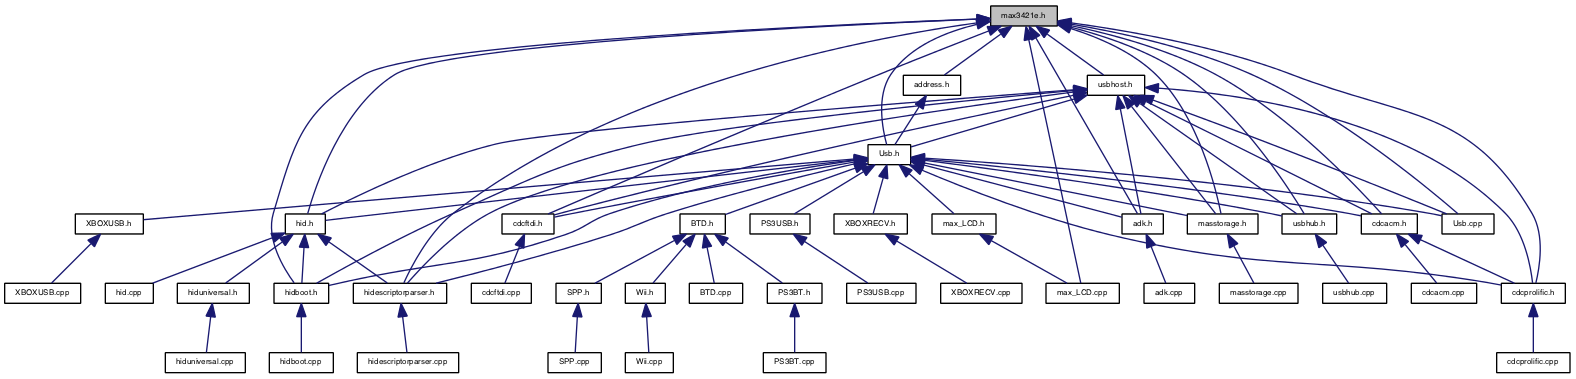 max3421e.h
address.h
usbhost.h
Usb.h
XBOXUSB.h
hid.h
cdcftdi.h
BTD.h
PS3USB.h
XBOXRECV.h
max_LCD.h
adk.h
masstorage.h
usbhub.h
cdcacm.h
Usb.cpp
XBOXUSB.cpp
hid.cpp
hiduniversal.h
hidboot.h
hidescriptorparser.h
cdcftdi.cpp
SPP.h
Wii.h
BTD.cpp
PS3BT.h
PS3USB.cpp
XBOXRECV.cpp
max_LCD.cpp
adk.cpp
masstorage.cpp
usbhub.cpp
cdcacm.cpp
cdcprolific.h
hiduniversal.cpp
hidboot.cpp
hidescriptorparser.cpp
SPP.cpp
Wii.cpp
PS3BT.cpp
cdcprolific.cpp